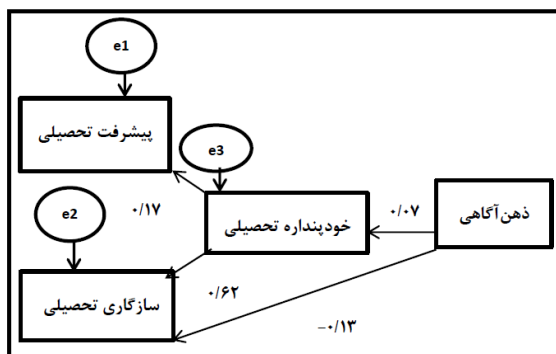 e1
پیشرفت تحصیلی
e3
ذهن‌آگاهی
۰/۰۷
خودپنداره تحصیلی
۰/۱۷
e2
۰/۶۲
سازگاری تحصیلی
-۰/۱۳